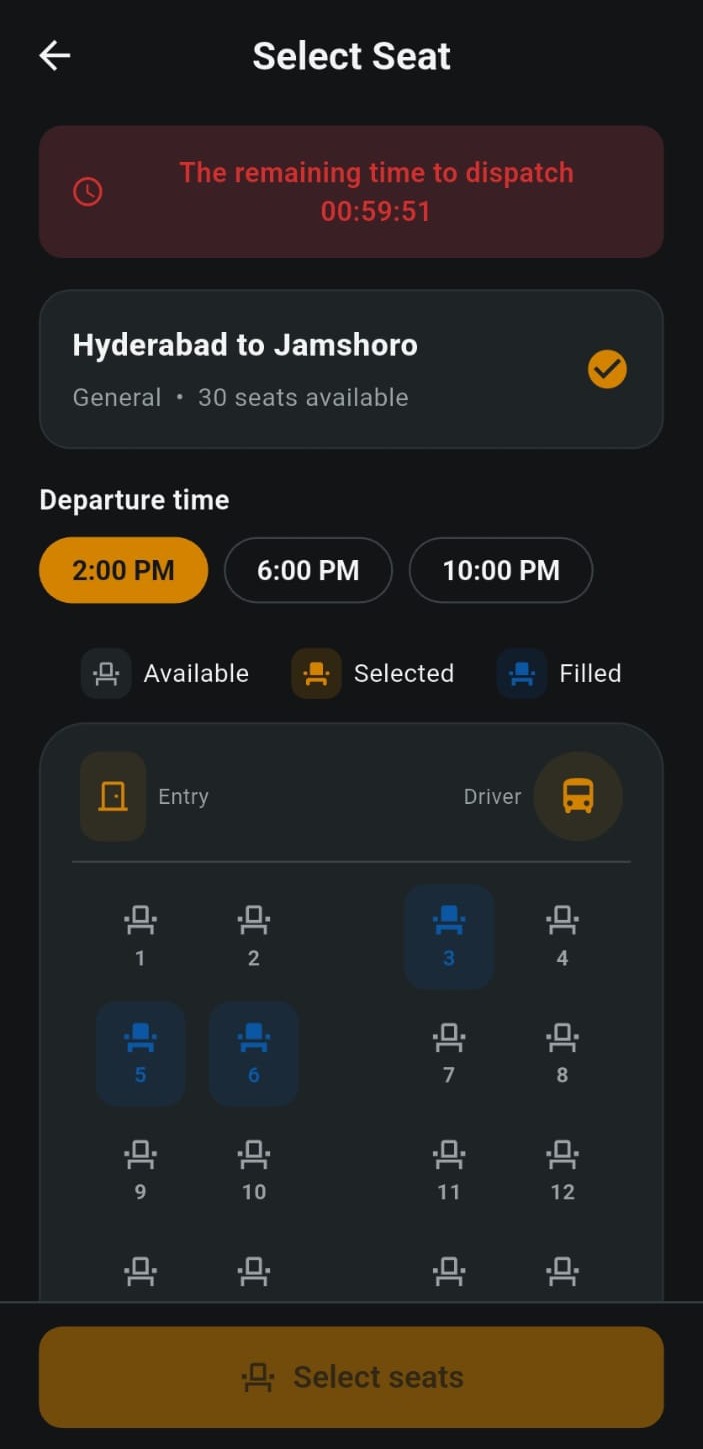 Select Seat
The remaining time to dispatch
00:59:51
Hyderabad to Jamshoro
General • 30 seats available
Departure time
2:00 PM 6:00 PM 10:00 PM
Available Selected Filled
Entry Driver
1 2 3 4
5 6 7 8
9 10 11 12
Select seats